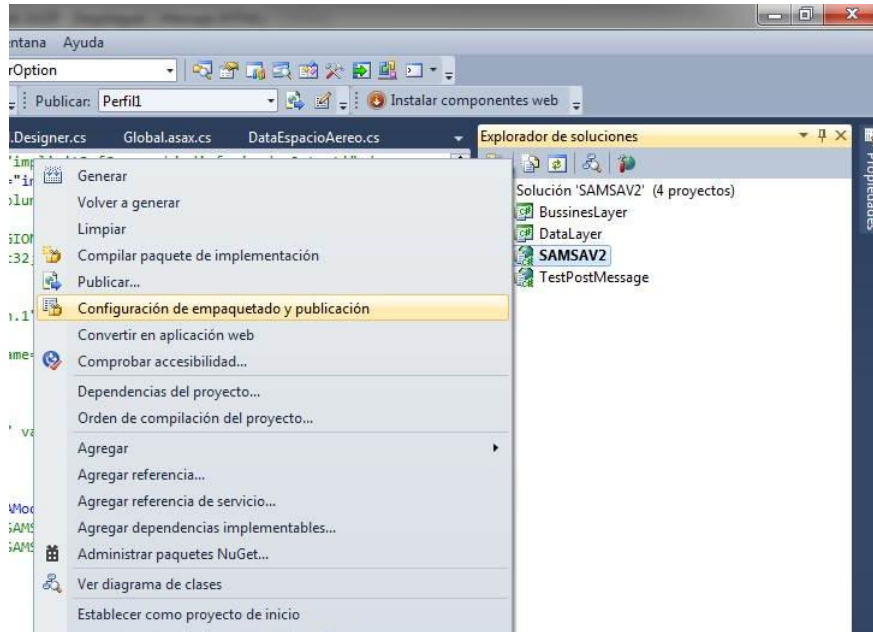 entana Ayuda
rOption
Publicar: Perfil1 Instalar componentes web
.Designer.cs Global.asax.cs DataEspacioAereo.cs
Explorador de soluciones
Propiedades
Solución 'SAMSAV2' (4 proyectos)
BussinesLayer
DataLayer
SAMSAV2
TestPostMessage
Generar
Volver a generar
Limpiar
Compilar paquete de implementación
Publicar...
Configuración de empaquetado y publicación
Convertir en aplicación web
Comprobar accesibilidad...
Dependencias del proyecto...
Orden de compilación del proyecto...
Agregar
Agregar referencia...
Agregar referencia de servicio...
Agregar dependencias implementables...
Administrar paquetes NuGet...
Ver diagrama de clases
Establecer como proyecto de inicio